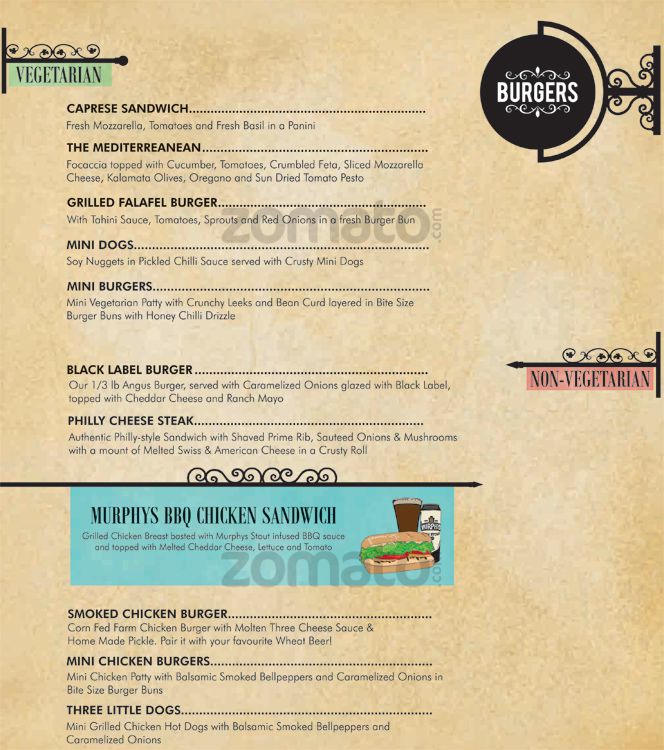 BURGERS
VEGETARIAN
CAPRESE SANDWICH
Fresh Mozzarella, Tomatoes and Fresh Basil in a Panini
THE MEDITERREANEAN
Focaccia topped with Cucumber, Tomatoes, Crumbled Feta, Sliced Mozzarella
Cheese, Kalamata Olives, Oregano and Sun Dried Tomato Pesto
GRILLED FALAFEL BURGER
With Tahini Sauce, Tomatoes, Sprouts and Red Onions in a fresh Burger Bun
zomato.com
MINI DOGS
Soy Nuggets in Pickled Chilli Sauce served with Crusty Mini Dogs
MINI BURGERS
Mini Vegetarian Patty with Crunchy Leeks and Bean Curd layered in Bite Size
Burger Buns with Honey Chilli Drizzle
NON-VEGETARIAN
BLACK LABEL BURGER
Our 1/3 lb Angus Burger, served with Caramelized Onions glazed with Black Label,
topped with Cheddar Cheese and Ranch Mayo
PHILLY CHEESE STEAK
Authentic Philly-style Sandwich with Shaved Prime Rib, Sauteed Onions & Mushrooms
with a mount of Melted Swiss & American Cheese in a Crusty Roll
MURPHYS BBQ CHICKEN SANDWICH
Grilled Chicken Breast basted with Murphys Stout infused BBQ sauce
and topped with Melted Cheddar Cheese, Lettuce and Tomato
zomato.com
SMOKED CHICKEN BURGER
Corn Fed Farm Chicken Burger with Molten Three Cheese Sauce &
Home Made Pickle. Pair it with your favourite Wheat Beer!
MINI CHICKEN BURGERS
Mini Chicken Patty with Balsamic Smoked Bellpeppers and Caramelized Onions in
Bite Size Burger Buns
THREE LITTLE DOGS
Mini Grilled Chicken Hot Dogs with Balsamic Smoked Bellpeppers and
Caramelized Onions